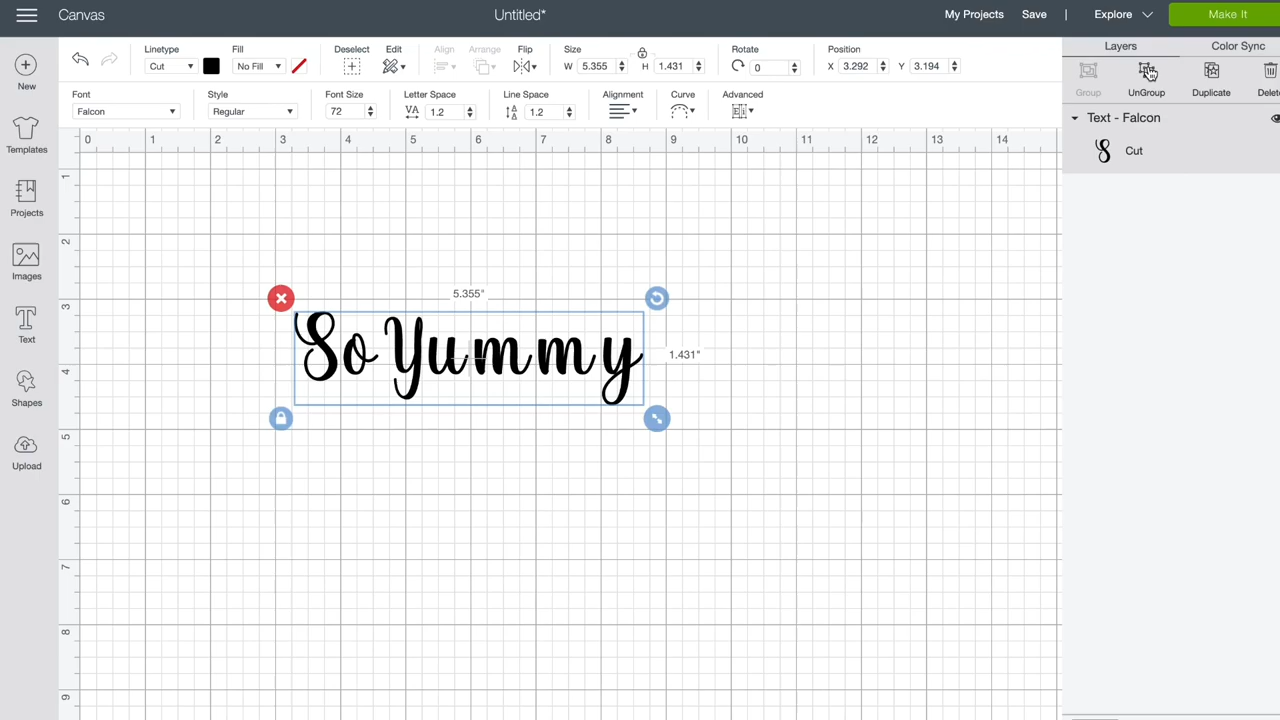 Canvas
Untitled*
My Projects Save | Explore Make It
Linetype Fill Deselect Edit Align Arrange Flip Size Rotate Position
Cut No Fill W 5.355 H 1.431 0 X 3.292 Y 3.194
Layers Color Sync
Group UnGroup Duplicate Delet
Font Style Font Size Letter Space Line Space Alignment Curve Advanced
Falcon Regular 72 VA 1.2 1.2
Text - Falcon
Cut
New
Templates
Projects
Images
Text
Shapes
Upload
0 1 2 3 4 5 6 7 8 9 10 11 12 13 14
1
2
3
4
5
6
7
8
9
5.355"
So Yummy
1.431"